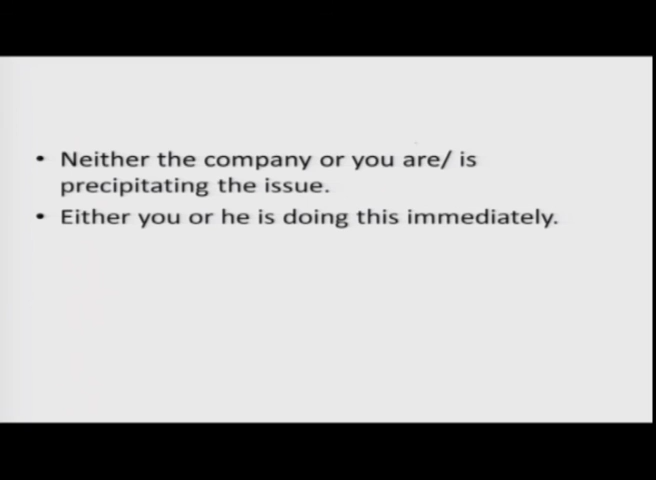 • Neither the company or you are/ is
precipitating the issue.
• Either you or he is doing this immediately.